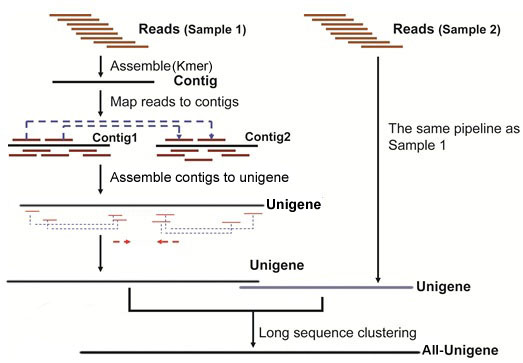 Reads (Sample 1)
Reads (Sample 2)
Assemble(Kmer)
Contig
Map reads to contigs
Contig1
Contig2
The same pipeline as
Sample 1
Assemble contigs to unigene
Unigene
Unigene
Unigene
Long sequence clustering
All-Unigene